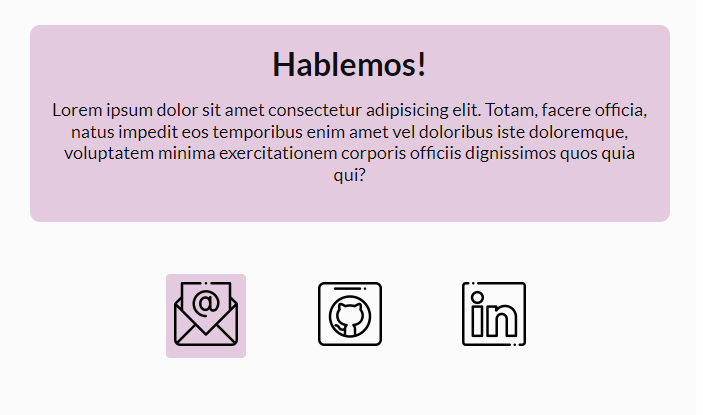 Hablemos!
Lorem ipsum dolor sit amet consectetur adipisicing elit. Totam, facere officia,
natus impedit eos temporibus enim amet vel doloribus iste doloremque,
voluptatem minima exercitationem corporis officiis dignissimos quos quia
qui?
@
in